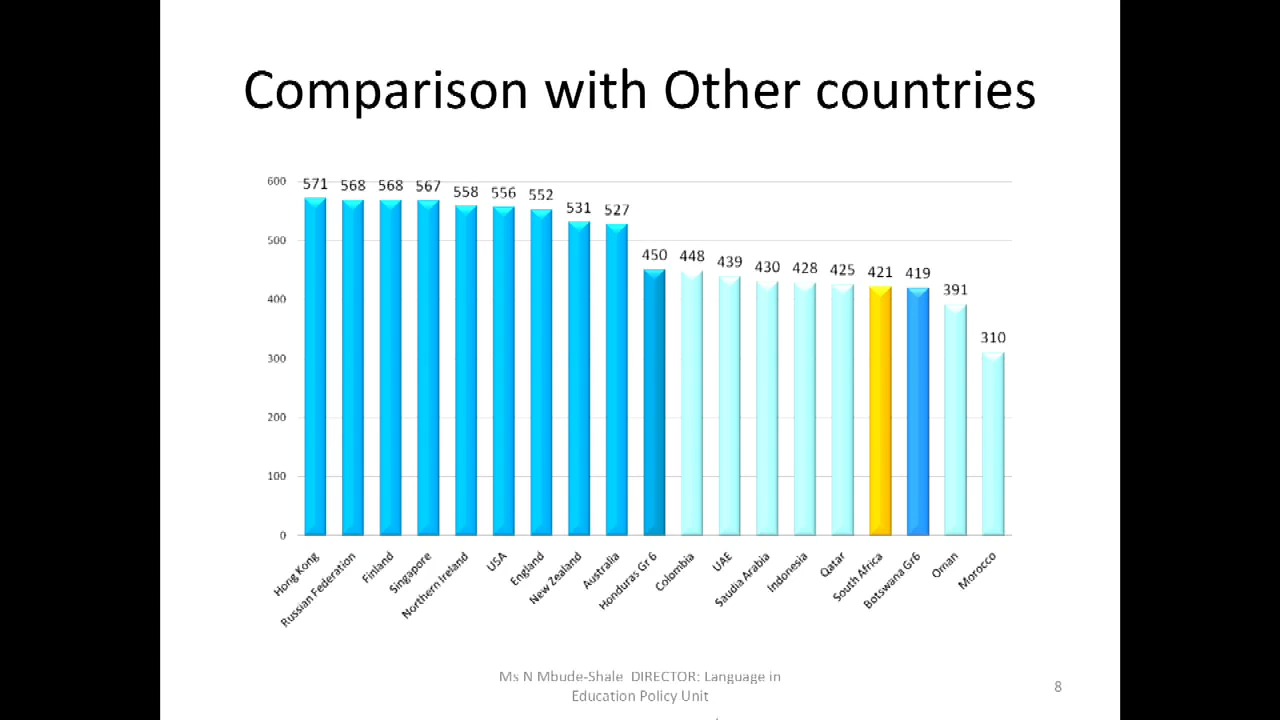 Comparison with Other countries
600
500
400
300
200
100
0
571
568
568
567
558
556
552
531
527
450
448
439
430
428
425
421
419
391
310
Hong Kong
Russian Federation
Finland
Singapore
Northern Ireland
USA
England
New Zealand
Australia
Honduras Gr 6
Colombia
UAE
Saudia Arabia
Indonesia
Qatar
South Africa
Botswana Gr6
Oman
Morocco
Ms N Mbude-Shale DIRECTOR: Language in
Education Policy Unit
8